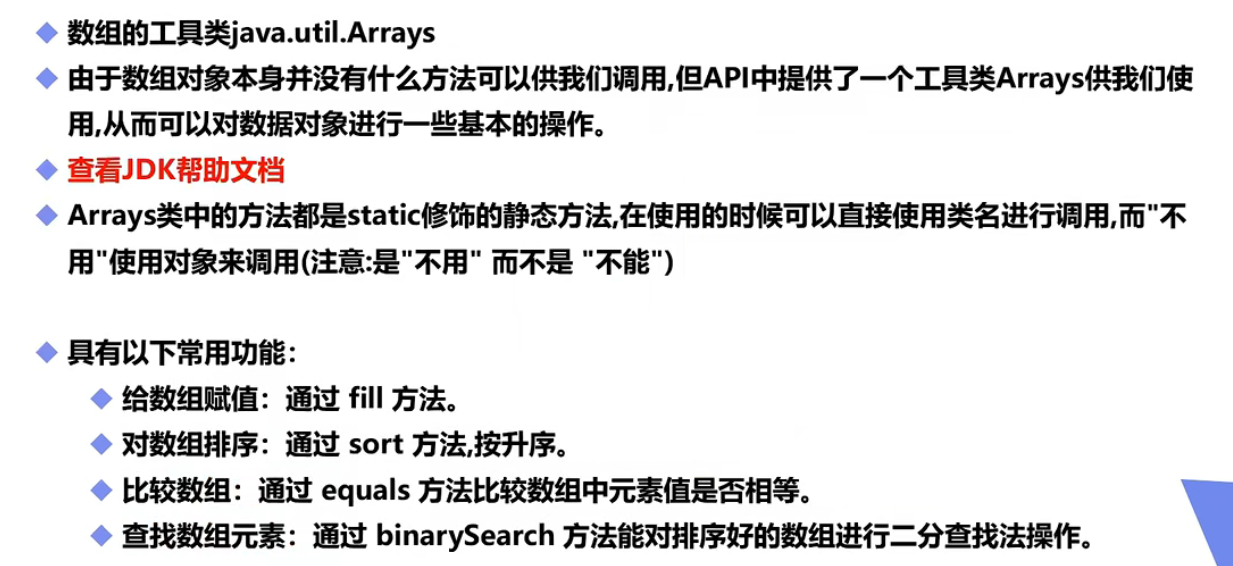 数组的工具类java.util.Arrays
由于数组对象本身并没有什么方法可以供我们调用,但API中提供了一个工具类Arrays供我们使
用,从而可以对数据对象进行一些基本的操作。
查看JDK帮助文档
Arrays类中的方法都是static修饰的静态方法,在使用的时候可以直接使用类名进行调用,而"不
用"使用对象来调用(注意:是"不用" 而不是 "不能")
具有以下常用功能：
给数组赋值：通过 fill 方法。
对数组排序：通过 sort 方法,按升序。
比较数组：通过 equals 方法比较数组中元素值是否相等。
查找数组元素：通过 binarySearch 方法能对排序好的数组进行二分查找法操作。